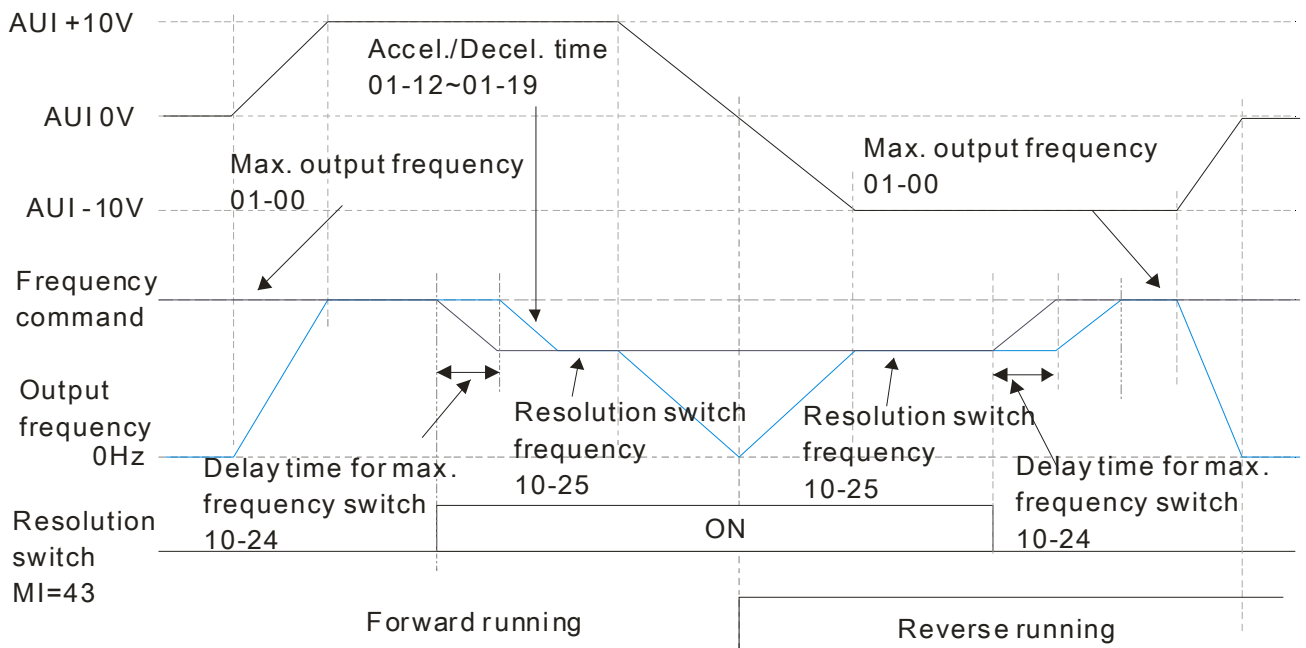 AUI +10V
Accel./Decel. time
01-12~01-19
AUI 0V
Max. output frequency
01-00
Max. output frequency
01-00
AUI -10V
Frequency
command
Output
frequency
0Hz
Resolution switch
frequency
10-25
Resolution switch
frequency
10-25
Delay time for max.
frequency switch
10-24
Delay time for max.
frequency switch
10-24
Resolution
switch
MI=43
ON
Forward running
Reverse running